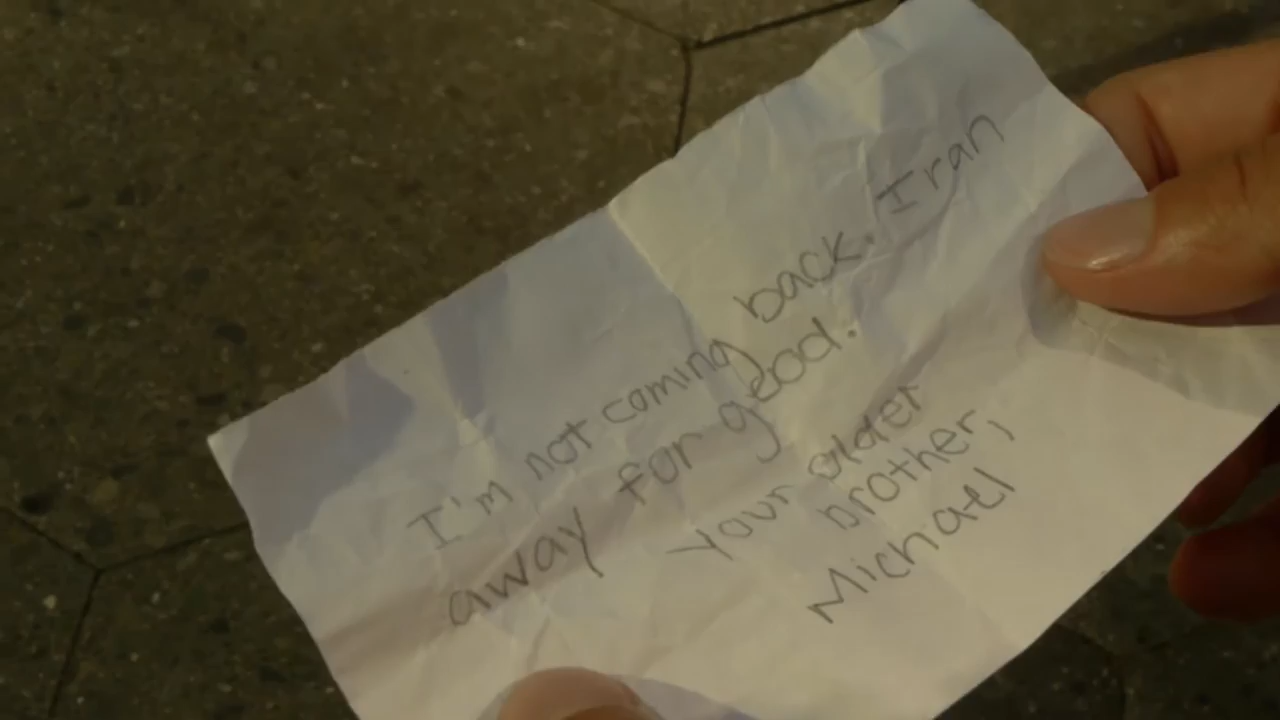 I'm not coming back. I ran
away for good.
Your older
brother,
Michael